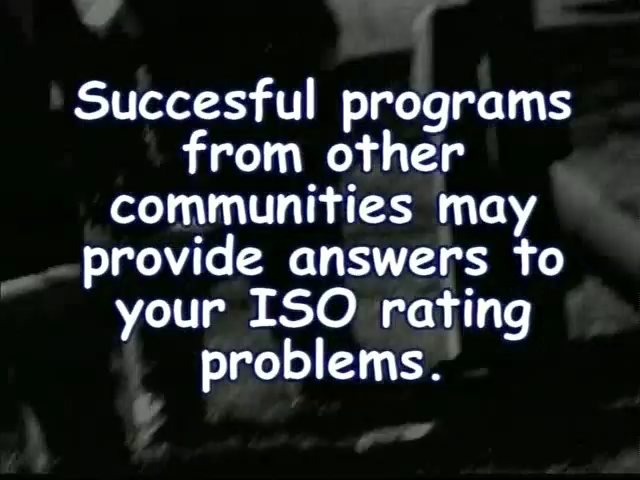 Succesful programs
from other
communities may
provide answers to
your ISO rating
problems.